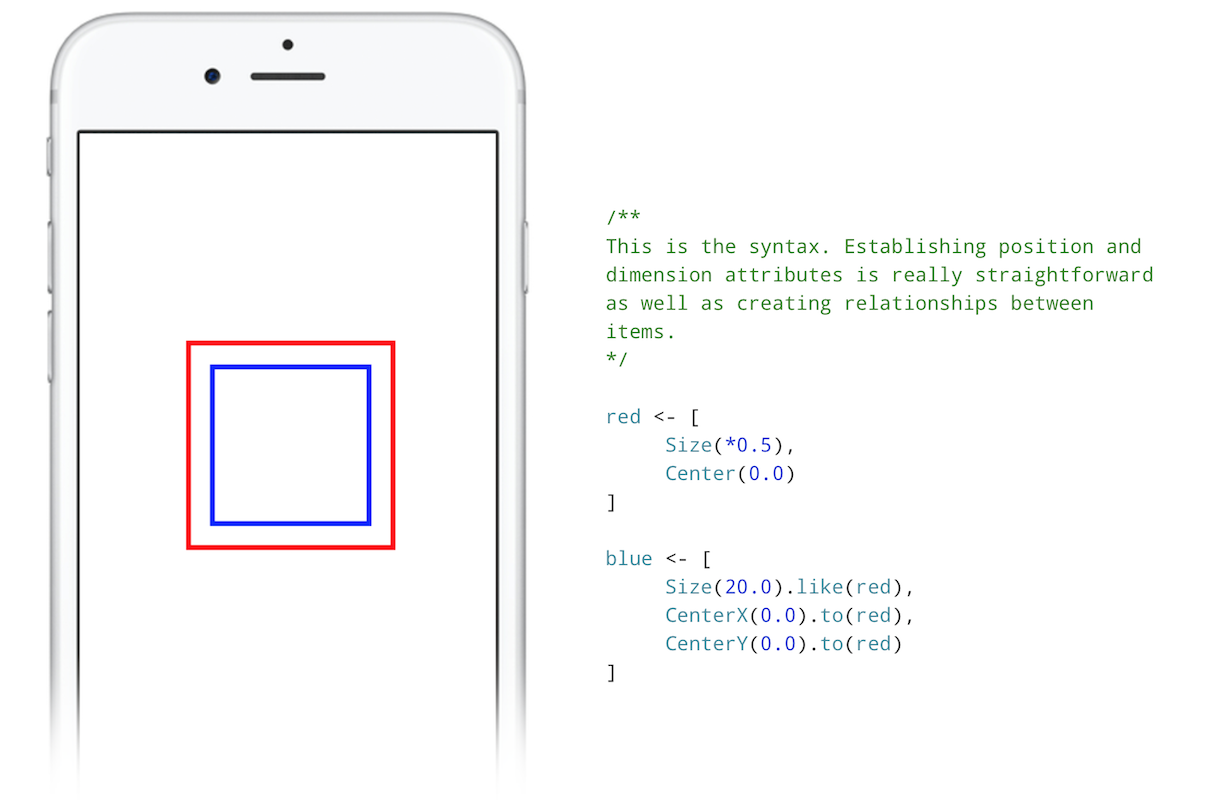 /**
This is the syntax. Establishing position and
dimension attributes is really straightforward
as well as creating relationships between
items.
*/
red <- [
Size(*0.5),
Center(0.0)
]
blue <- [
Size(20.0).like(red),
CenterX(0.0).to(red),
CenterY(0.0).to(red)
]